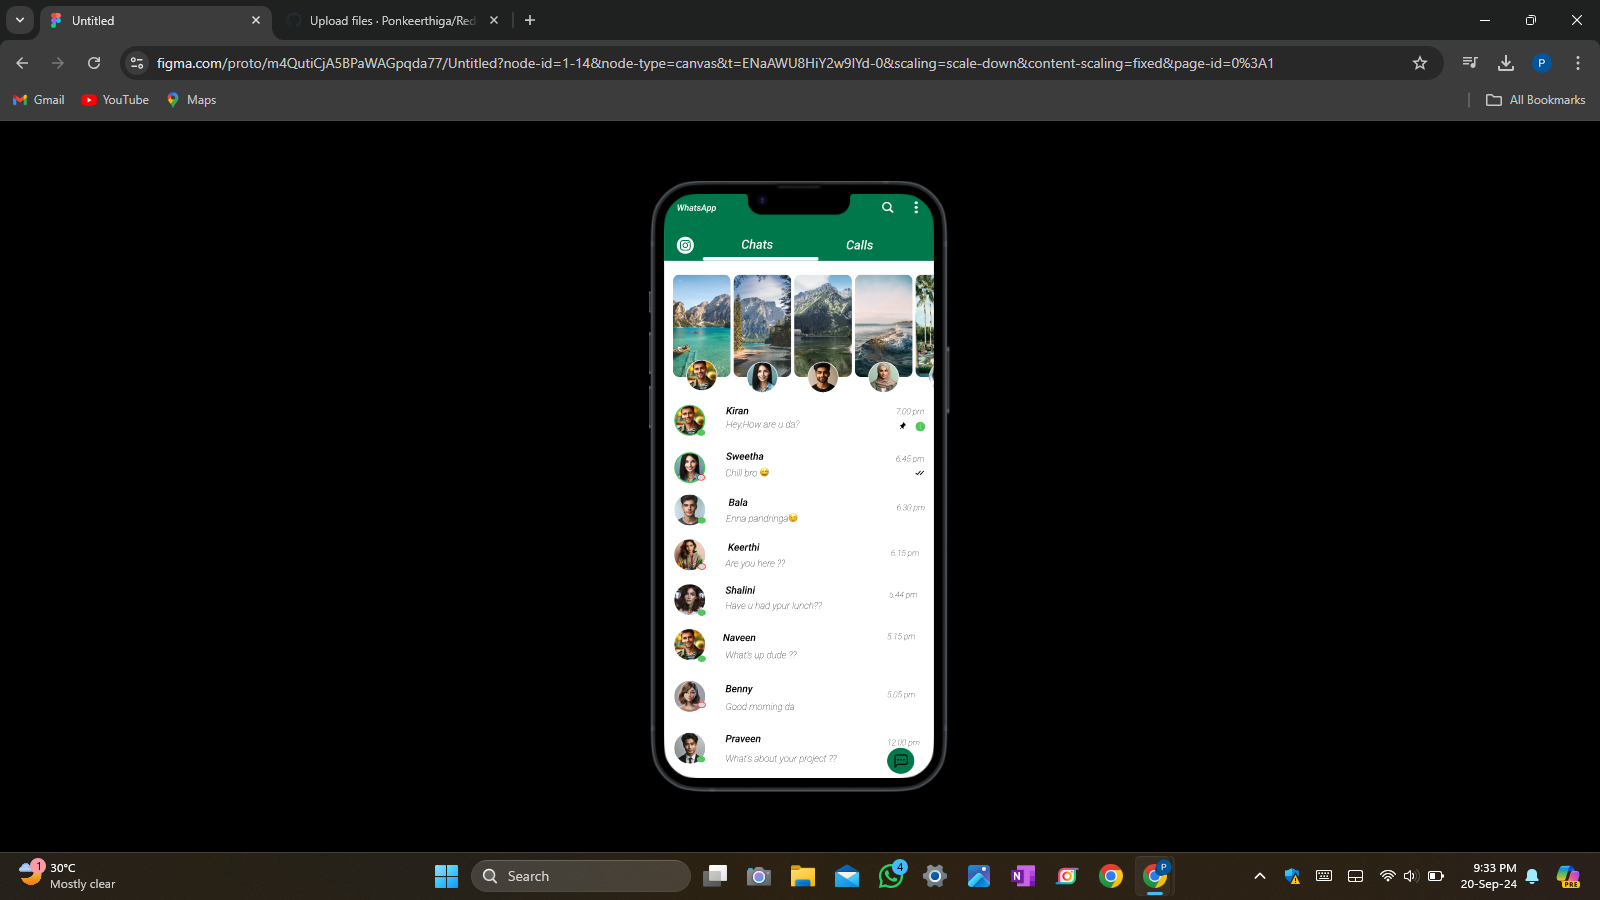 Untitled
Upload files · Ponkeerthiga/Red
figma.com/proto/m4QutiCjA5BPaWAGpqda77/Untitled?node-id=1-14&node-type=canvas&t=ENaAWU8HiY2w9lYd-0&scaling=scale-down&content-scaling=fixed&page-id=0%3A1
P
Gmail
YouTube
Maps
All Bookmarks
WhatsApp
Chats
Calls
Kiran
7.00 pm
Hey,How are u da?
Sweetha
6.45 pm
Chill bro 😅
Bala
6.30 pm
Enna pandringa😏
Keerthi
6.15 pm
Are you here ??
Shalini
5.44 pm
Have u had ypur lunch??
Naveen
5.15 pm
What's up dude ??
Benny
5.05 pm
Good morning da
Praveen
12.00 pm
What's about your project ??
1
30°C
Mostly clear
Search
4
N
P
9:33 PM
20-Sep-24
PRE